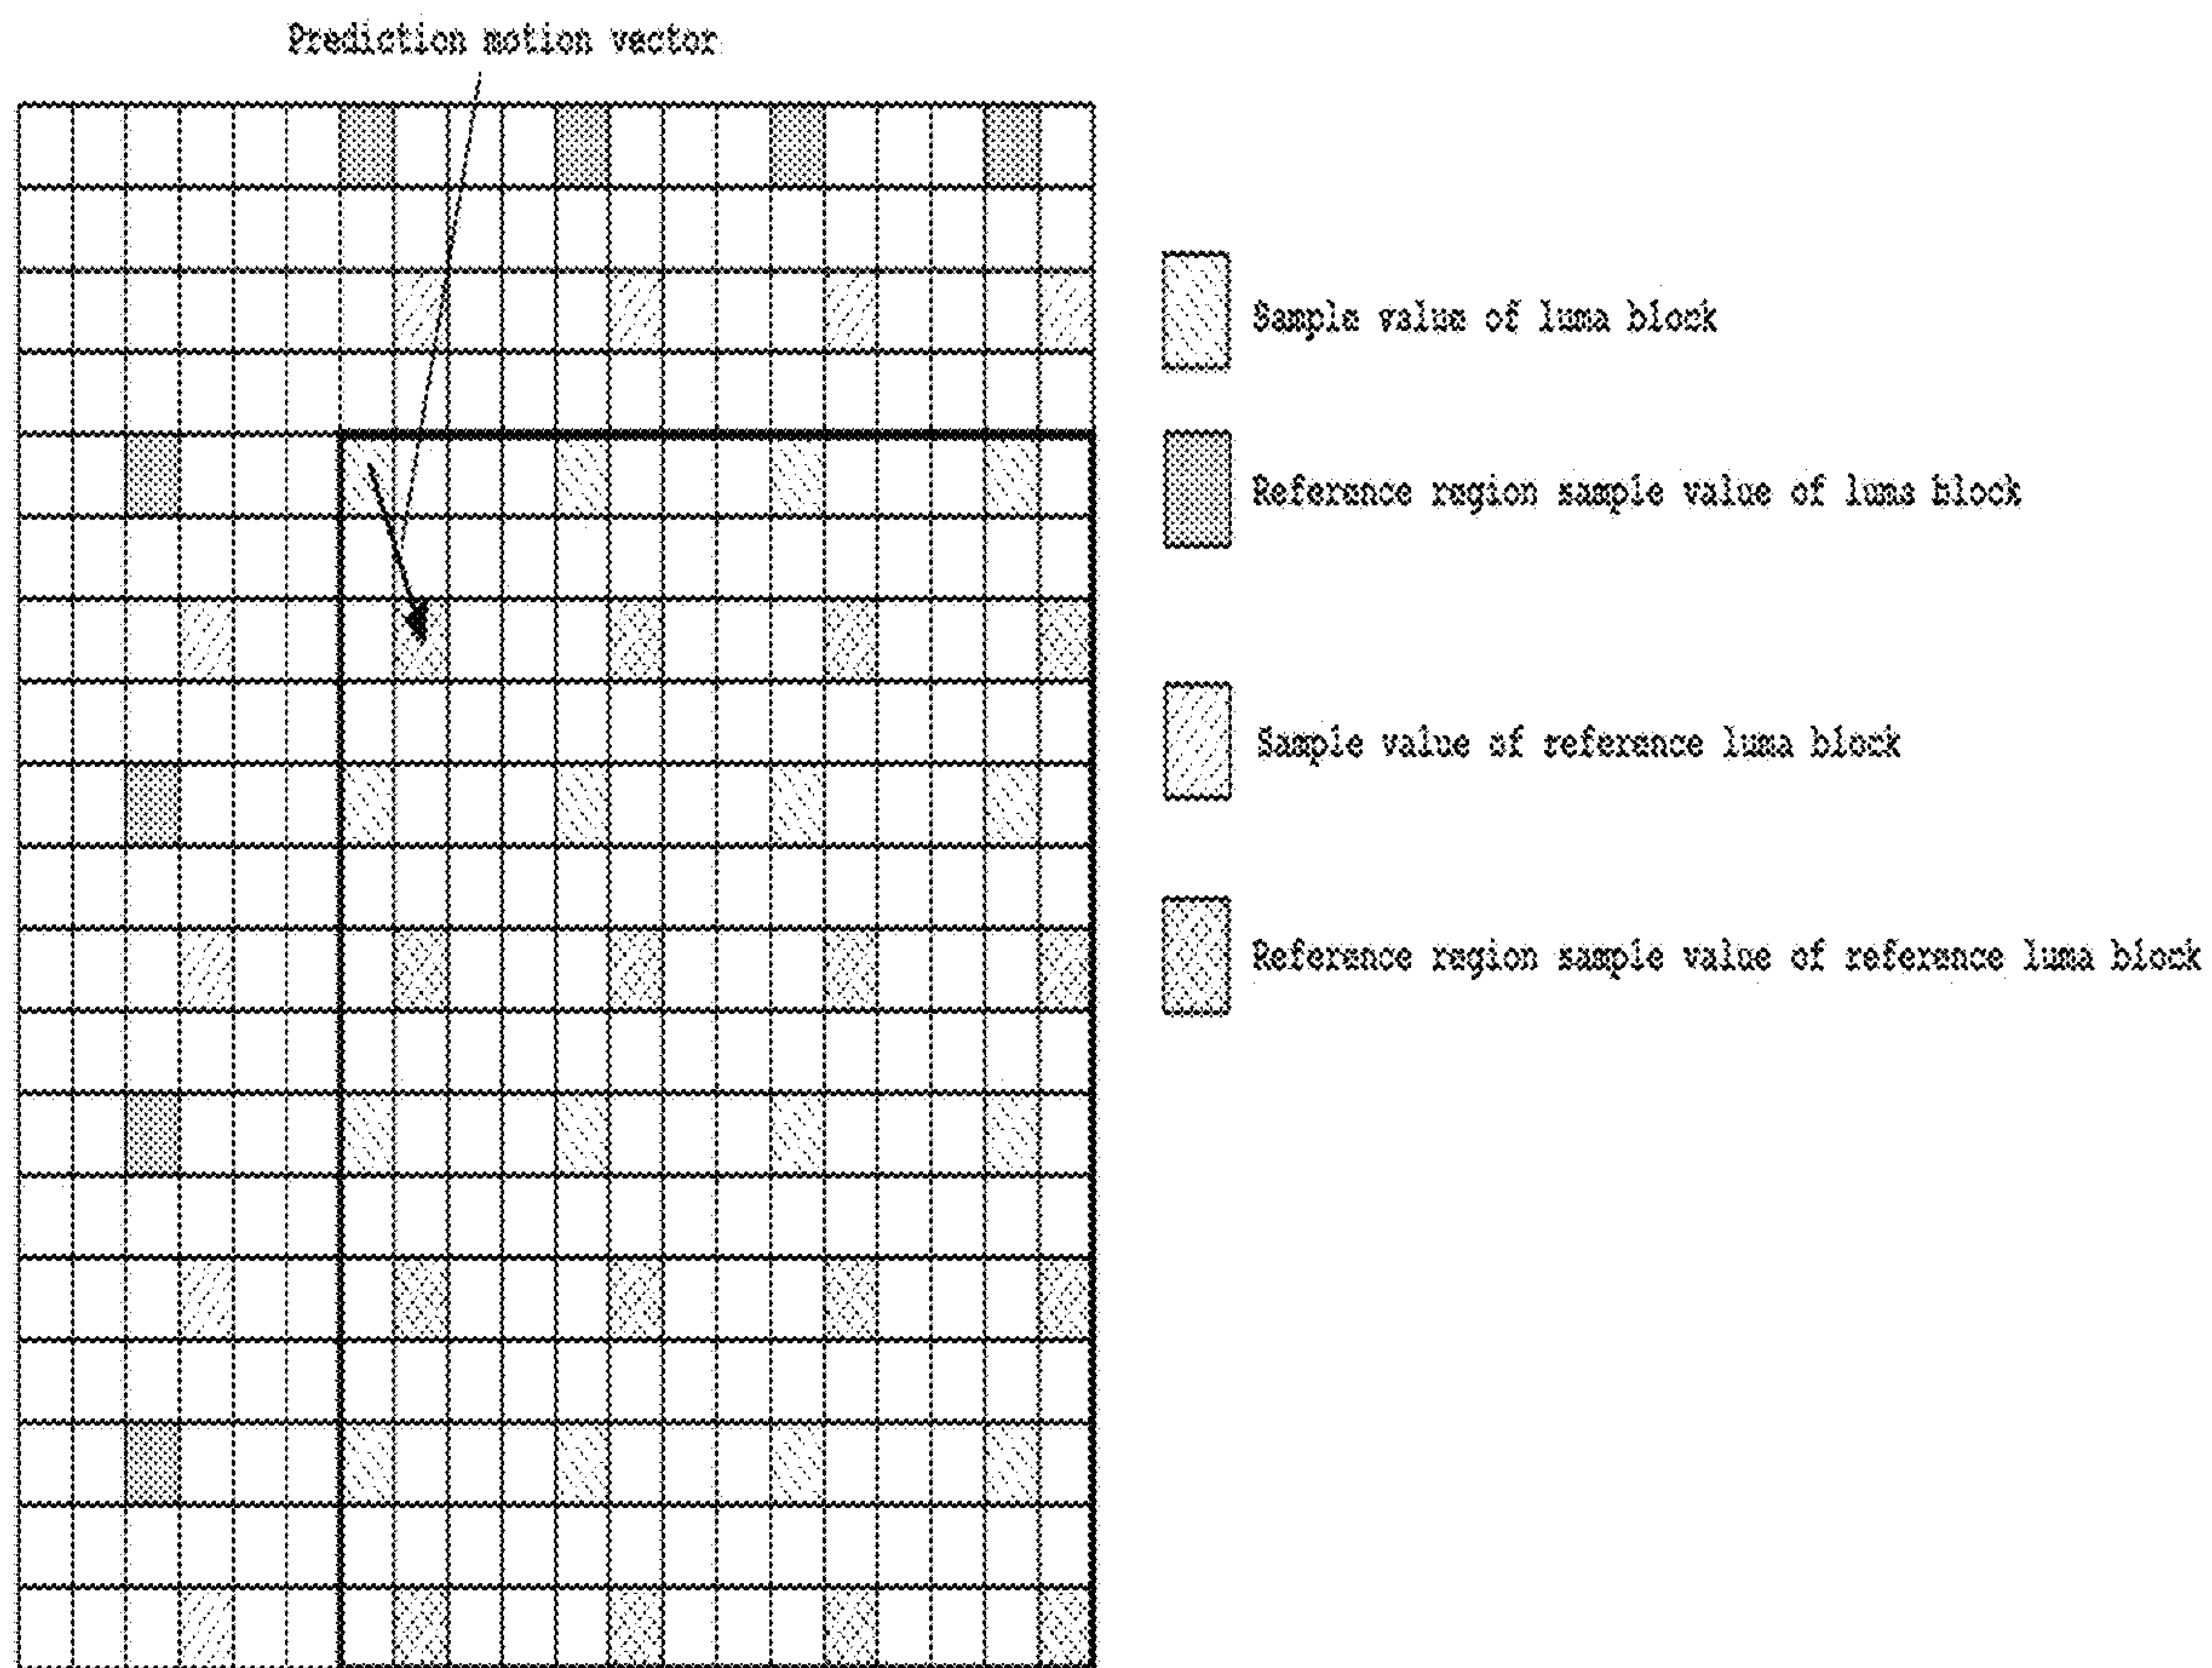 Prediction motion vector
Sample value of luma block
Reference region sample value of luma block
Sample value of reference luma block
Reference region sample value of reference luma block